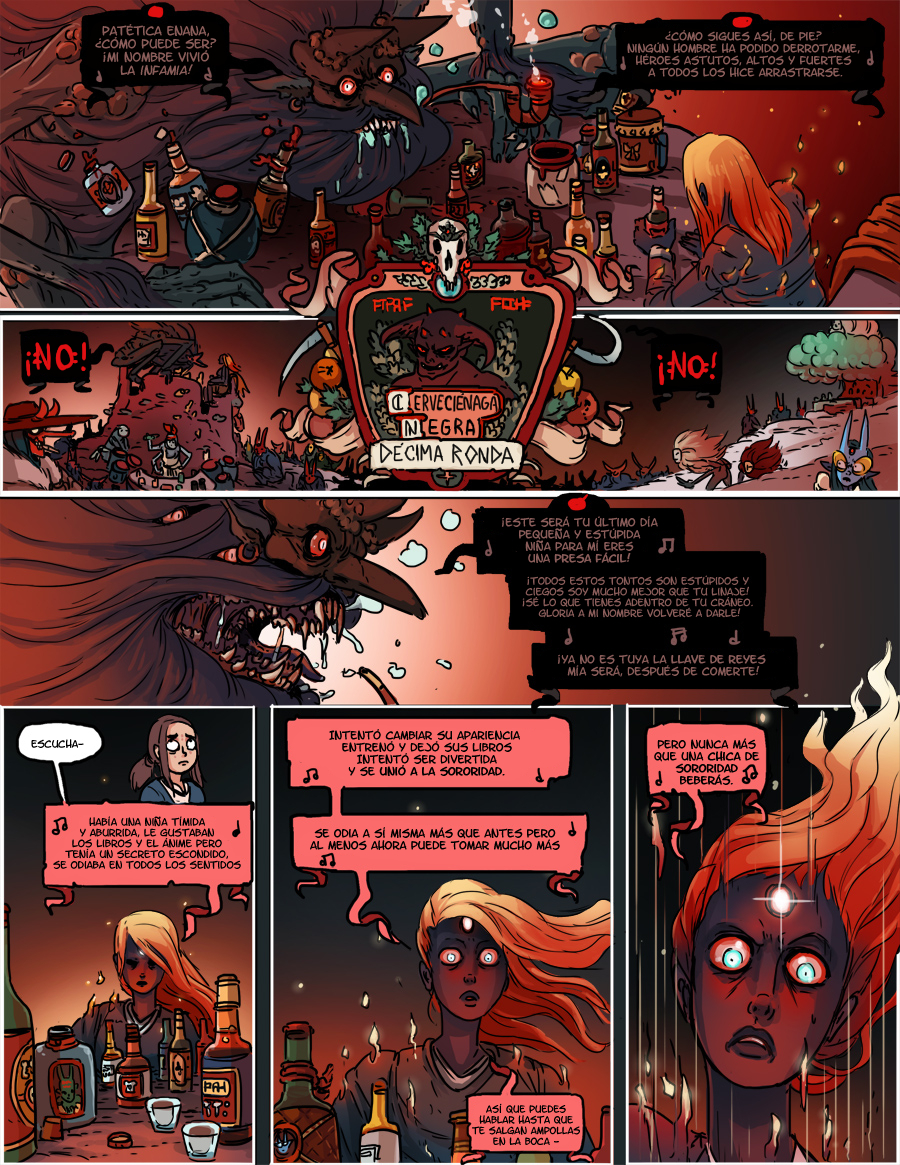 PATÉTICA ENANA,
¿CÓMO PUEDE SER?
¡MI NOMBRE VIVIÓ
LA INFAMIA!
¿CÓMO SIGUES ASÍ, DE PIE?
NINGÚN HOMBRE HA PODIDO DERROTARME,
HÉROES ASTUTOS, ALTOS Y FUERTES
A TODOS LOS HICE ARRASTRARSE.
¡NO!
CERVECIÉNAGA
INTEGRA
DÉCIMA RONDA
¡NO!
¡ESTE SERÁ TU ÚLTIMO DÍA
PEQUEÑA Y ESTÚPIDA
NIÑA PARA MÍ ERES
UNA PRESA FÁCIL!
¡TODOS ESTOS TONTOS SON ESTÚPIDOS Y
CIEGOS SOY MUCHO MEJOR QUE TU LINAJE!
¡SÉ LO QUE TIENES ADENTRO DE TU CRÁNEO.
GLORIA A MI NOMBRE VOLVERÉ A DARLE!
¡YA NO ES TUYA LA LLAVE DE REYES
MÍA SERÁ, DESPUÉS DE COMERTE!
ESCUCHA-
HABÍA UNA NIÑA TÍMIDA
Y ABURRIDA, LE GUSTABAN
LOS LIBROS Y EL ÁNIME PERO
TENÍA UN SECRETO ESCONDIDO,
SE ODIABA EN TODOS LOS SENTIDOS
INTENTÓ CAMBIAR SU APARIENCIA
ENTRENÓ Y DEJÓ SUS LIBROS
INTENTÓ SER DIVERTIDA
Y SE UNIÓ A LA SORORIDAD.
SE ODIA A SÍ MISMA MÁS QUE ANTES PERO
AL MENOS AHORA PUEDE TOMAR MUCHO MÁS
ASÍ QUE PUEDES
HABLAR HASTA QUE
TE SALGAN AMPOLLAS
EN LA BOCA -
PERO NUNCA MÁS
QUE UNA CHICA DE
SORORIDAD
BEBERÁS.